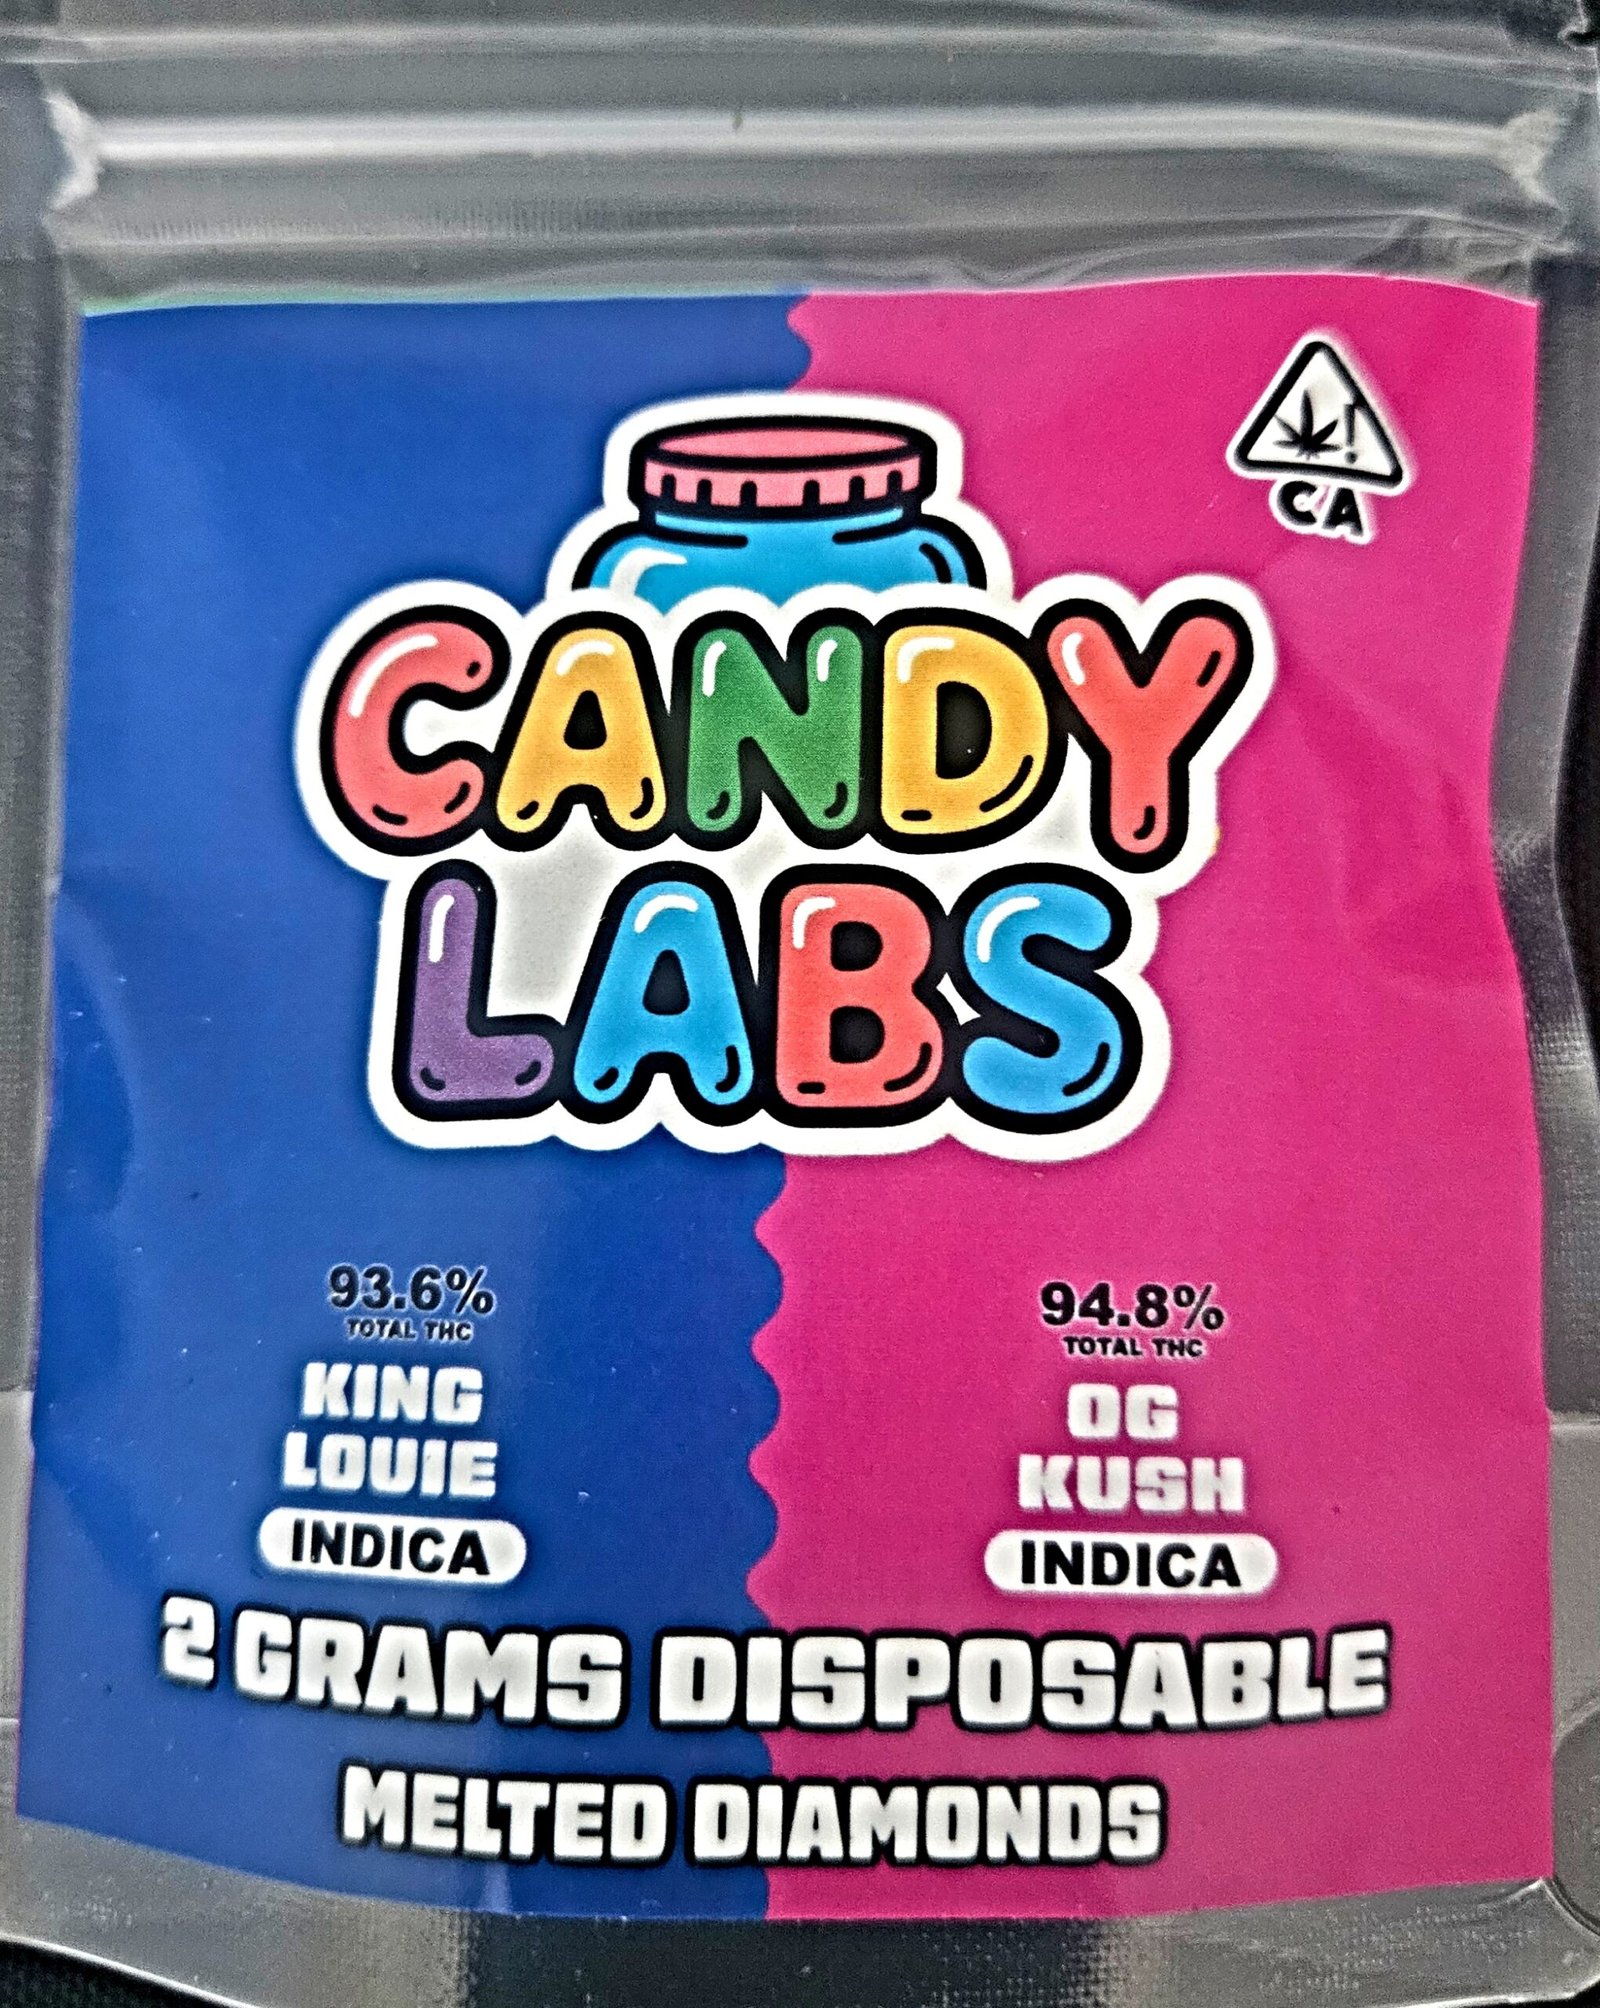 CA
CANDY
LABS
93.6%
TOTAL THC
KING
LOUIE
INDICA
94.8%
TOTAL THC
OG
KUSH
INDICA
2 GRAMS DISPOSABLE
MELTED DIAMONDS